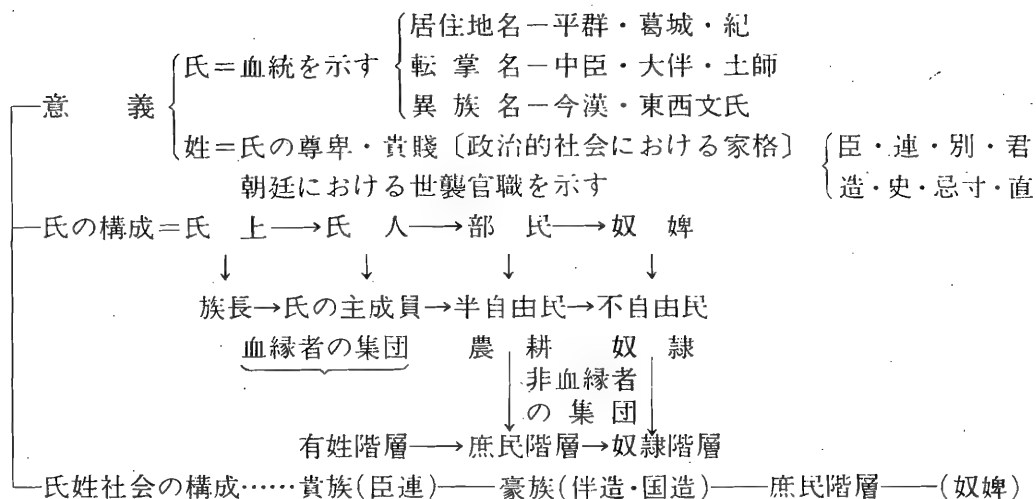 居住地名－平群・葛城・紀
氏＝血統を示す
転掌名－中臣・大伴・土師
意義
異族名－今漢・東西文氏
姓＝氏の尊卑・貴賤〔政治的社会における家格〕
臣・連・別・君
朝廷における世襲官職を示す
造・史・忌寸・直
氏の構成＝氏上→氏人→部民→奴婢
↓ ↓ ↓ ↓
族長→氏の主成員→半自由民→不自由民
血縁者の集団 農耕 奴隷
非血縁者
の集団
有姓階層→庶民階層→奴隷階層
氏姓社会の構成……貴族(臣連)——豪族(伴造・国造)——庶民階層——(奴婢)